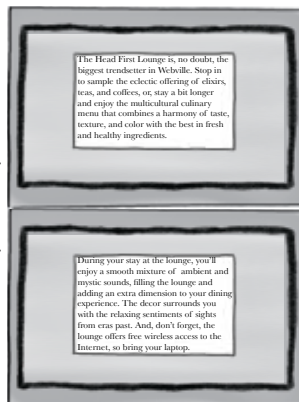 The Head First Lounge is, no doubt, the
biggest trendsetter in Webville. Stop in
to sample the eclectic offering of elixirs,
teas, and coffees, or, stay a bit longer
and enjoy the multicultural culinary
menu that combines a harmony of taste,
texture, and color with the best in fresh
and healthy ingredients.
During your stay at the lounge, you'll
enjoy a smooth mixture of ambient and
mystic sounds, filling the lounge and
adding an extra dimension to your dining
experience. The decor surrounds you
with the relaxing sentiments of sights
from eras past. And, don't forget, the
lounge offers free wireless access to the
Internet, so bring your laptop.